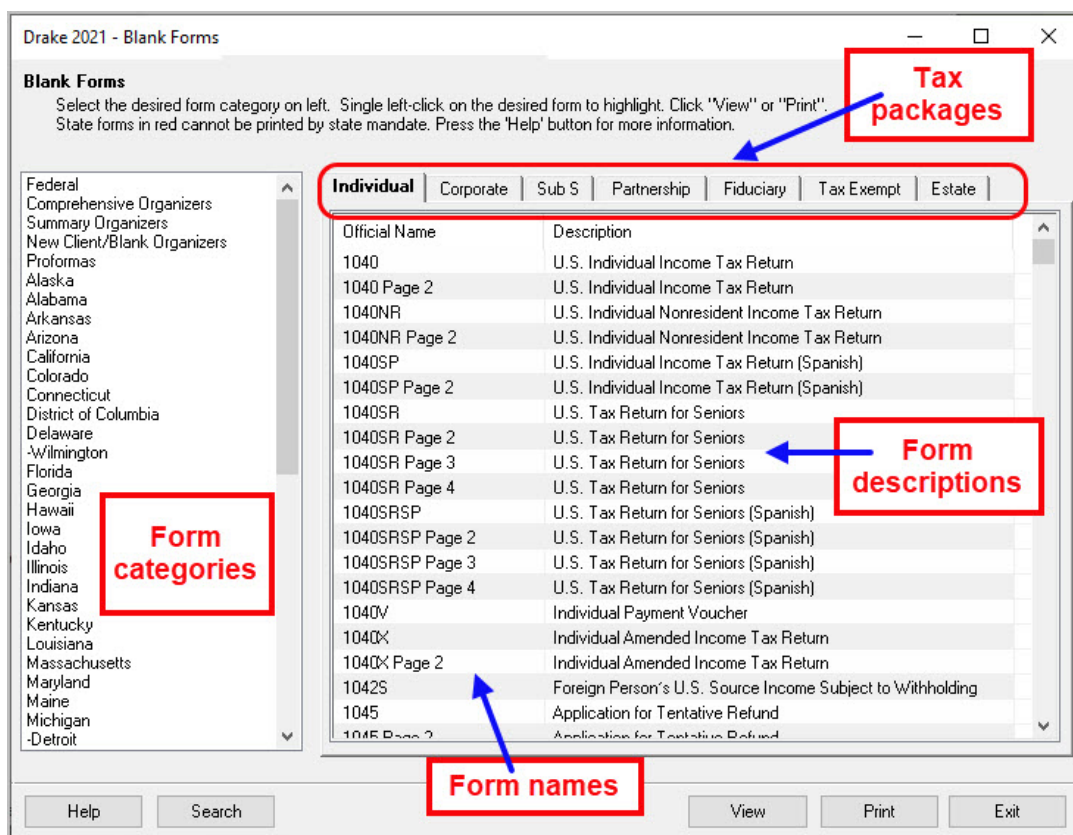 Drake 2021 - Blank Forms
Blank Forms
Select the desired form category on left. Single left-click on the desired form to highlight. Click "View" or "Print".
State forms in red cannot be printed by state mandate. Press the 'Help' button for more information.
Tax
packages
Federal
Comprehensive Organizers
Summary Organizers
New Client/Blank Organizers
Proformas
Alaska
Alabama
Arkansas
Arizona
California
Colorado
Connecticut
District of Columbia
Delaware
-Wilmington
Florida
Georgia
Hawaii
Iowa
Idaho
Illinois
Indiana
Kansas
Kentucky
Louisiana
Massachusetts
Maryland
Maine
Michigan
-Detroit
Form
categories
Individual Corporate Sub S Partnership Fiduciary Tax Exempt Estate
Official Name Description
1040 U.S. Individual Income Tax Return
1040 Page 2 U.S. Individual Income Tax Return
1040NR U.S. Individual Nonresident Income Tax Return
1040NR Page 2 U.S. Individual Nonresident Income Tax Return
1040SP U.S. Individual Income Tax Return (Spanish)
1040SP Page 2 U.S. Individual Income Tax Return (Spanish)
1040SR U.S. Tax Return for Seniors
1040SR Page 2 U.S. Tax Return for Seniors
1040SR Page 3 U.S. Tax Return for Seniors
1040SR Page 4 U.S. Tax Return for Seniors
1040SRSP U.S. Tax Return for Seniors (Spanish)
1040SRSP Page 2 U.S. Tax Return for Seniors (Spanish)
1040SRSP Page 3 U.S. Tax Return for Seniors (Spanish)
1040SRSP Page 4 U.S. Tax Return for Seniors (Spanish)
1040V Individual Payment Voucher
1040X Individual Amended Income Tax Return
1040X Page 2 Individual Amended Income Tax Return
1042S Foreign Person's U.S. Source Income Subject to Withholding
1045 Application for Tentative Refund
1045 Page 2 Application for Tentative Refund
Form
descriptions
Form names
Help Search View Print Exit